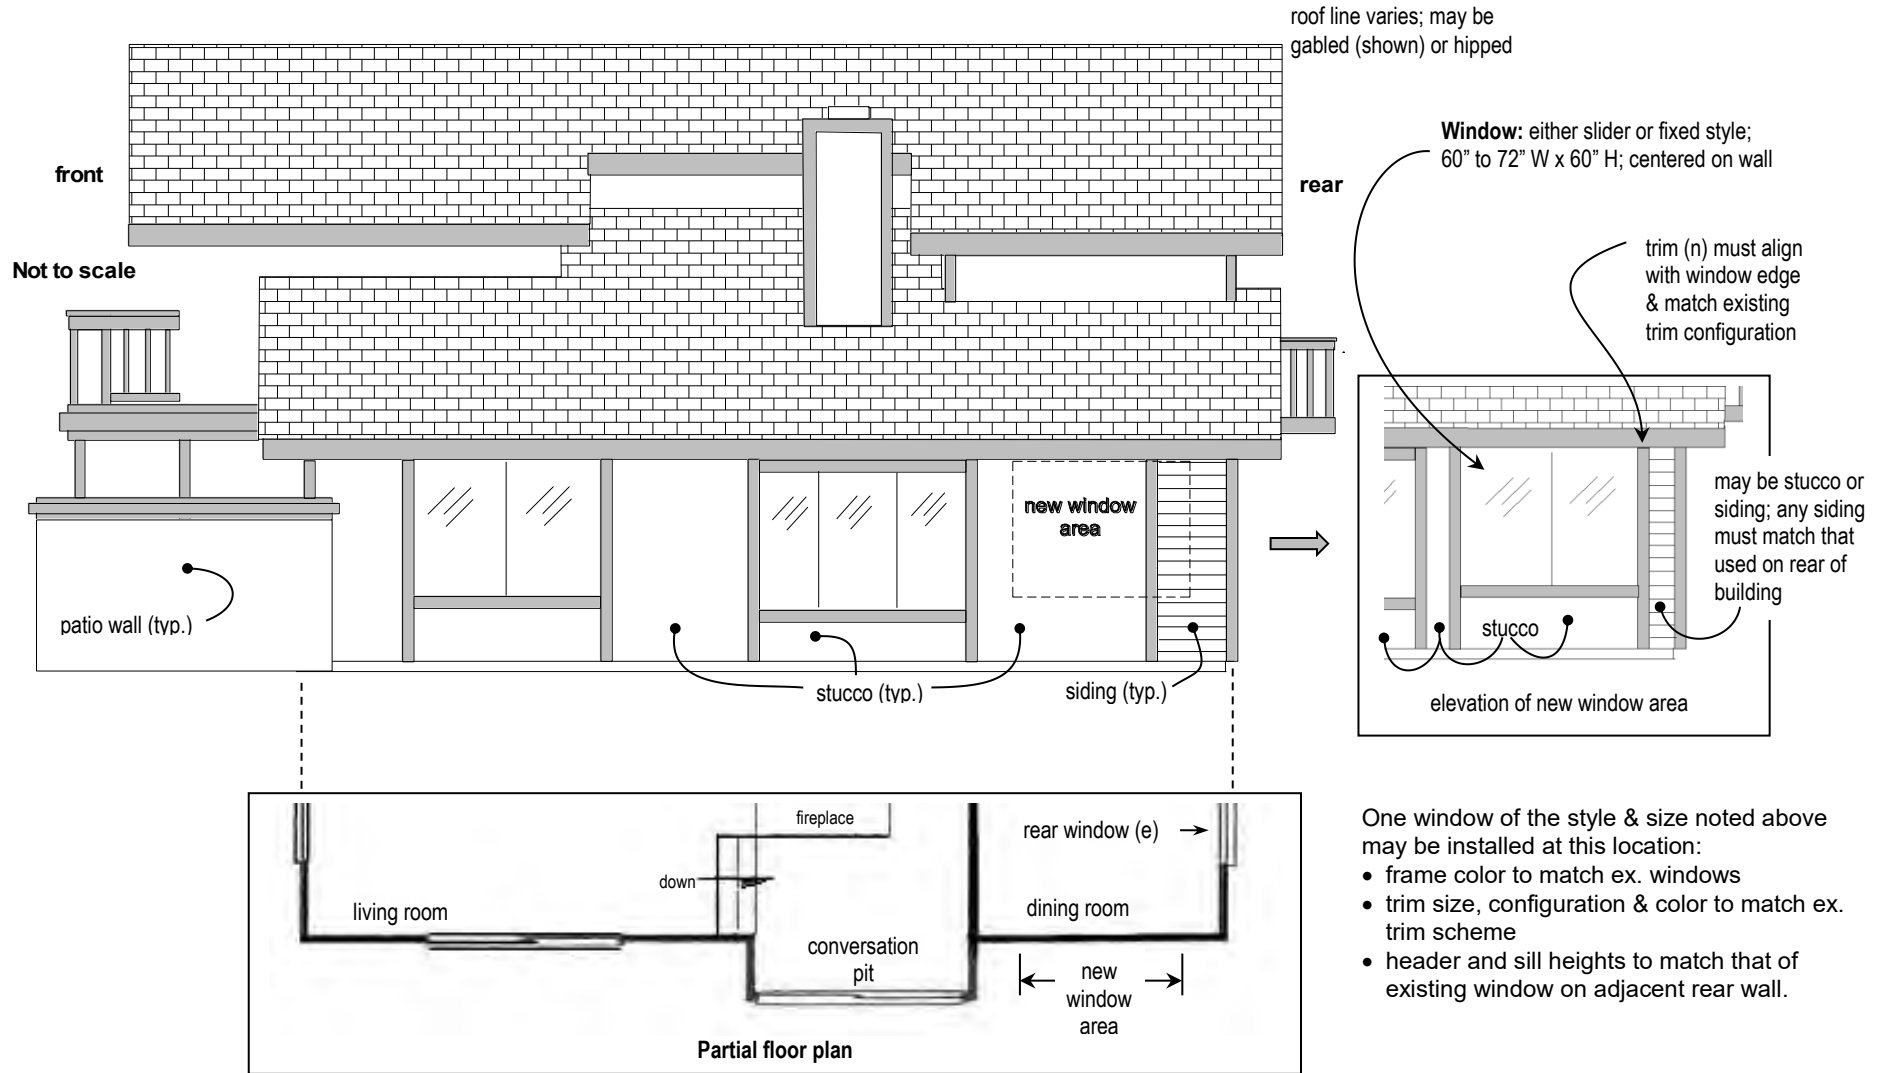 roof line varies; may be
gabled (shown) or hipped
front
rear
Not to scale
Window: either slider or fixed style;
60” to 72” W x 60” H; centered on wall
trim (n) must align
with window edge
& match existing
trim configuration
new window
area
may be stucco or
siding; any siding
must match that
used on rear of
building
patio wall (typ.)
stucco (typ.)
siding (typ.)
stucco
elevation of new window area
fireplace
down
living room
conversation
pit
rear window (e)
dining room
new
window
area
Partial floor plan
One window of the style & size noted above
may be installed at this location:
• frame color to match ex. windows
• trim size, configuration & color to match ex.
trim scheme
• header and sill heights to match that of
existing window on adjacent rear wall.